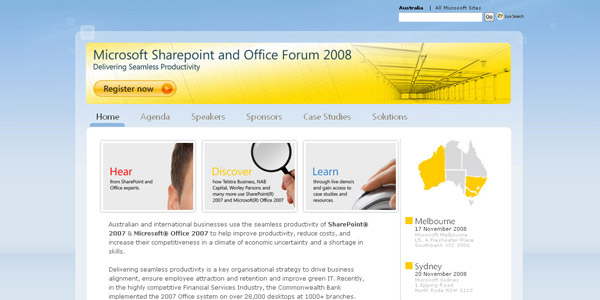 Australia | All Microsoft Sites
Go Live Search
Microsoft Sharepoint and Office Forum 2008
Delivering Seamless Productivity
Register now
Home Agenda Speakers Sponsors Case Studies Solutions
Hear
from SharePoint and
Office experts.
Discover
how Telstra Business, NAB
Capital, Worley Parsons and
many more use SharePoint(R)
2007 and Microsoft(R) Office 2007
Learn
through live demo's
and gain access to
case studies and
resources.
Australian and international businesses use the seamless productivity of SharePoint®
2007 & Microsoft® Office 2007 to help improve productivity, reduce costs, and
increase their competitiveness in a climate of economic uncertainty and a shortage in
skills.
Delivering seamless productivity is a key organisational strategy to drive business
alignment, ensure employee attraction and retention and improve green IT. Recently,
in the highly competitive Financial Services Industry, the Commonwealth Bank
implemented the 2007 Office system on over 28,000 desktops at 1000+ branches.
Melbourne
17 November 2008
Microsoft Melbourne
L5, 4 Freshwater Place
Southbank VIC 3006
Sydney
20 November 2008
Microsoft Sydney
1 Epping Road
North Ryde NSW 2113